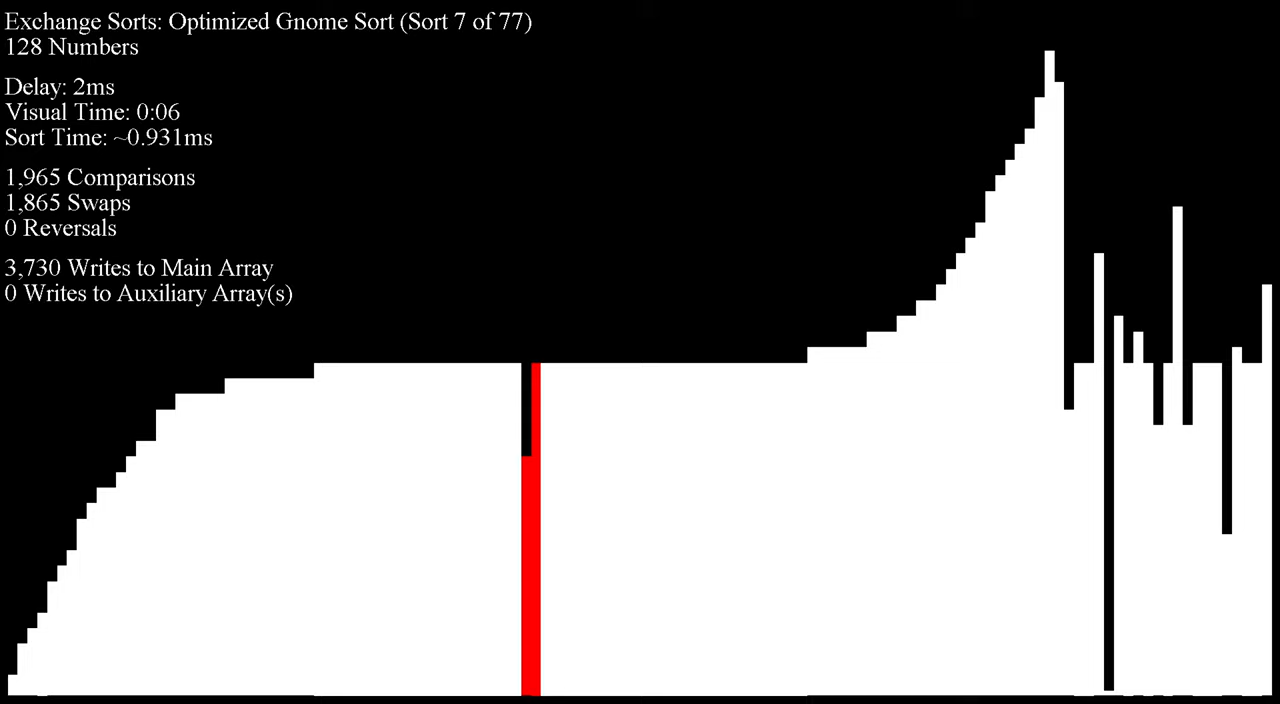 Exchange Sorts: Optimized Gnome Sort (Sort 7 of 77)
128 Numbers
Delay: 2ms
Visual Time: 0:06
Sort Time: ~0.931ms
1,965 Comparisons
1,865 Swaps
0 Reversals
3,730 Writes to Main Array
0 Writes to Auxiliary Array(s)